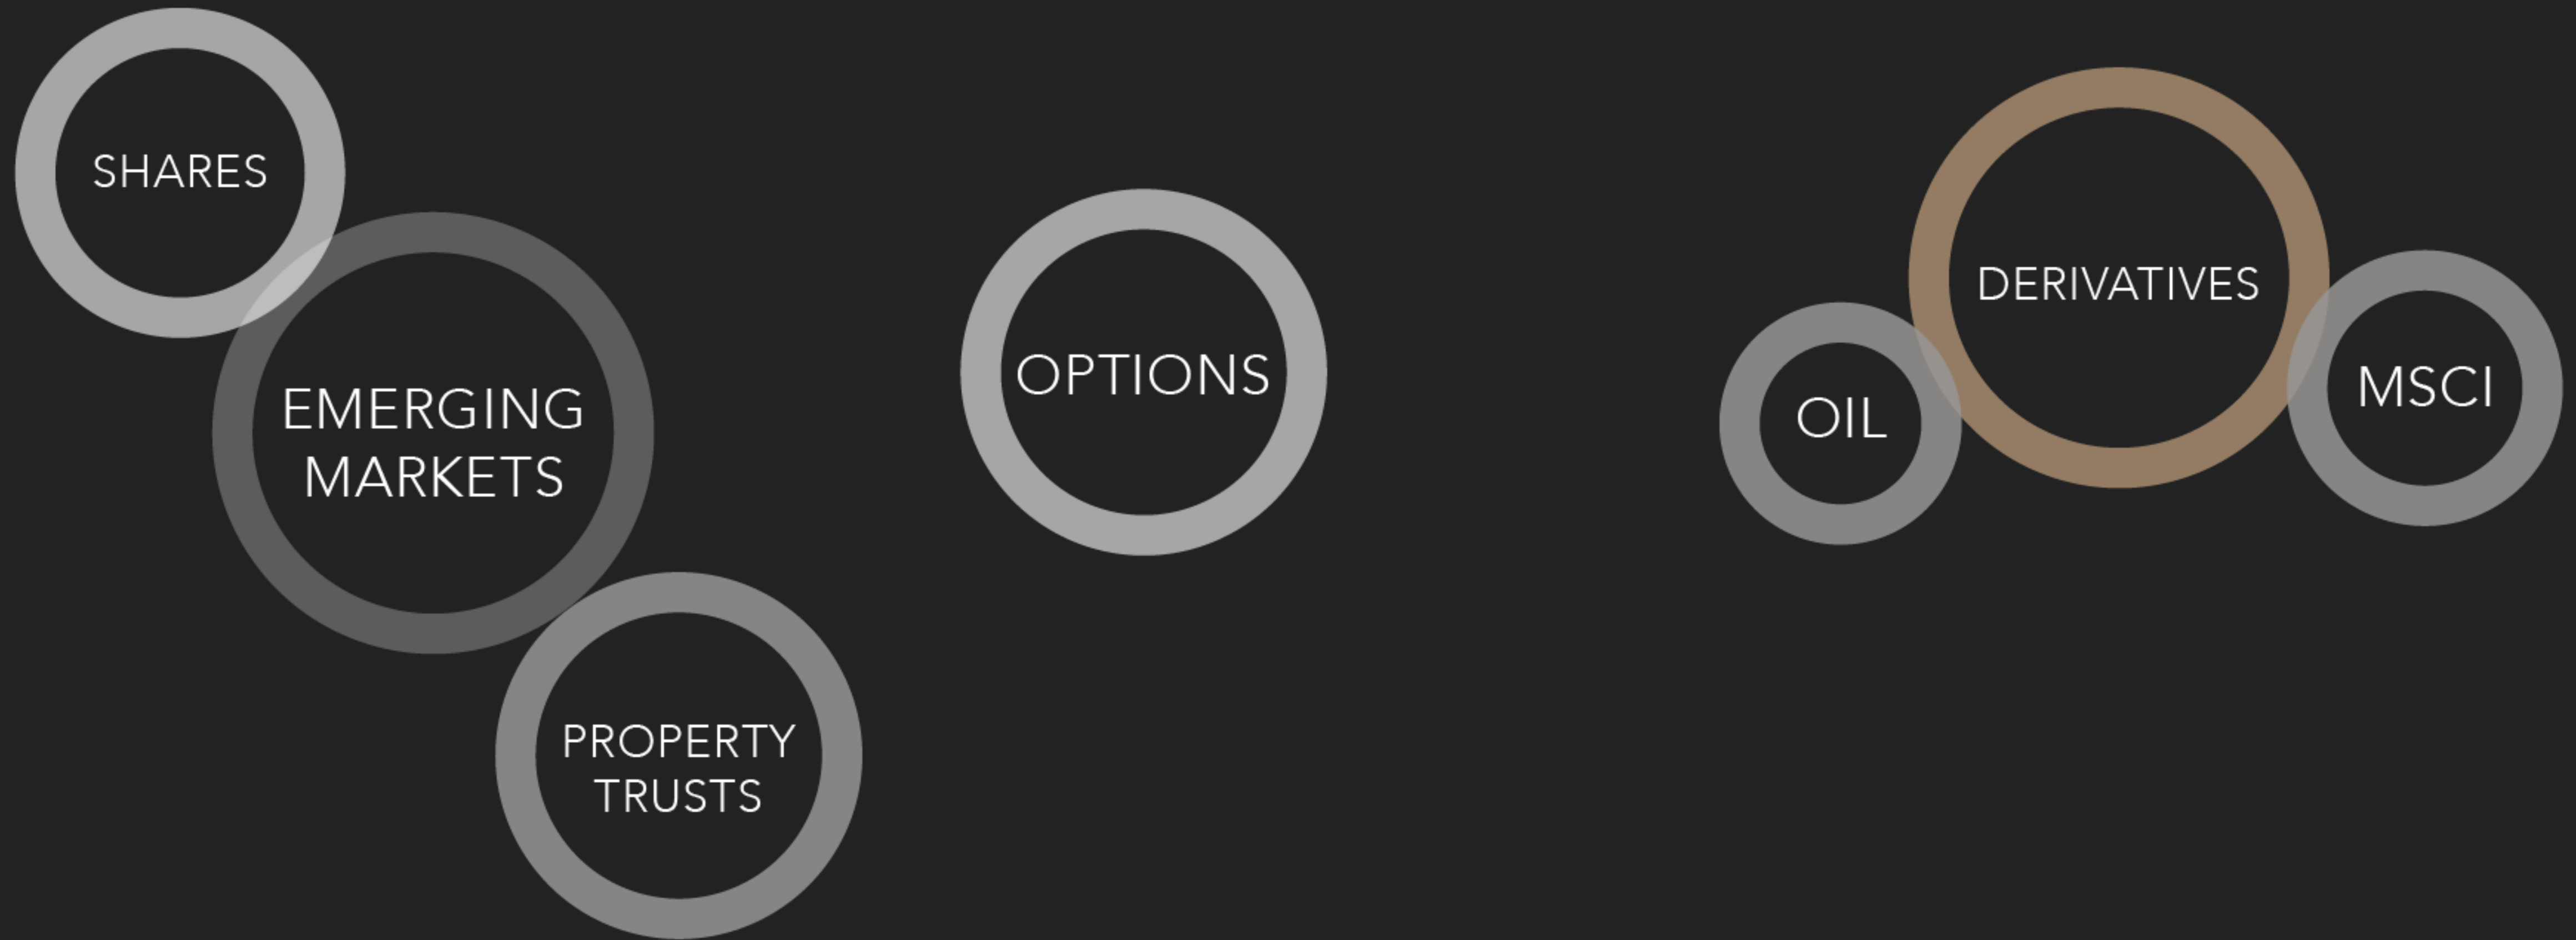 SHARES
EMERGING
MARKETS
PROPERTY
TRUSTS
OPTIONS
OIL
DERIVATIVES
MSCI